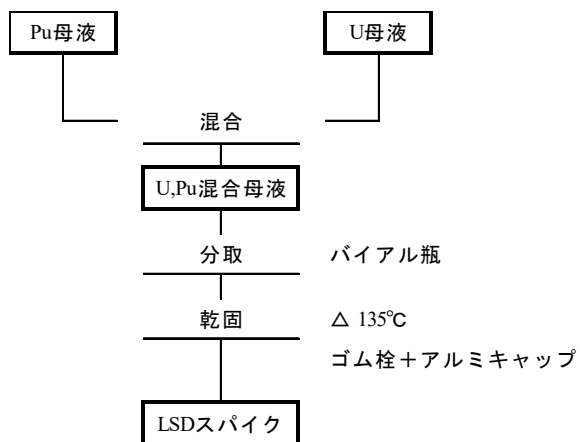 Pu母液
U母液
混合
U,Pu混合母液
分取
バイアル瓶
乾固
△ 135℃
ゴム栓＋アルミキャップ
LSDスパイク